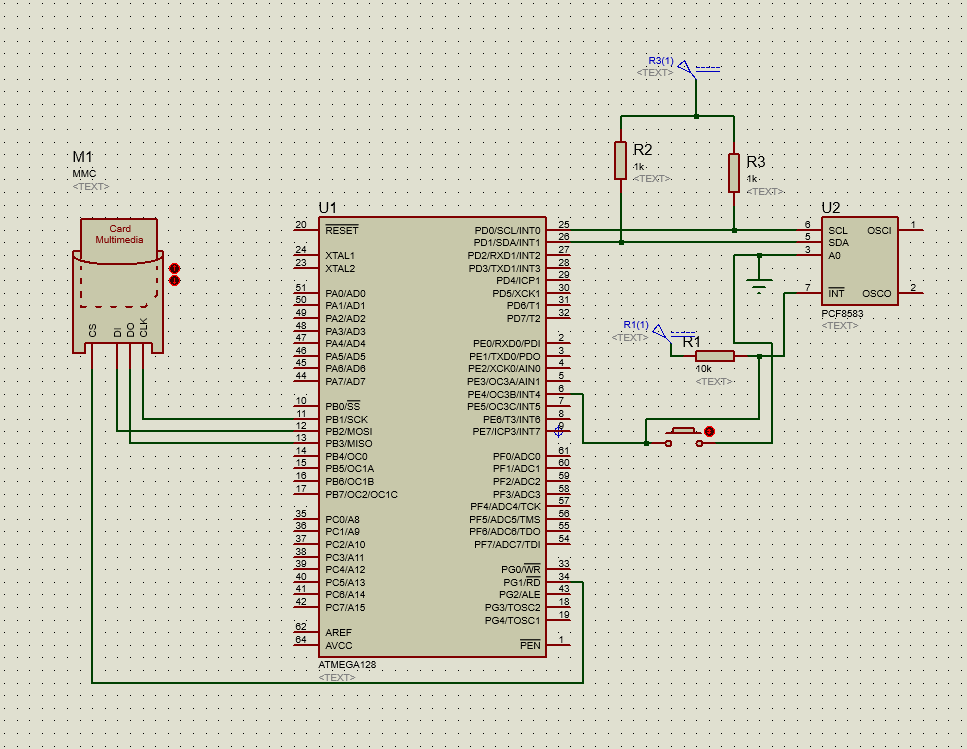 R3(1)
<TEXT>
R2
1k
<TEXT>
R3
1k
<TEXT>
M1
MMC
<TEXT>
Card
Multimedia
CS
DI
DO
CLK
U1
20 RESET
24 XTAL1
23 XTAL2
51 PA0/AD0
50 PA1/AD1
49 PA2/AD2
48 PA3/AD3
47 PA4/AD4
46 PA5/AD5
45 PA6/AD6
44 PA7/AD7
10 PB0/SS
11 PB1/SCK
12 PB2/MOSI
13 PB3/MISO
14 PB4/OC0
15 PB5/OC1A
16 PB6/OC1B
17 PB7/OC2/OC1C
35 PC0/A8
36 PC1/A9
37 PC2/A10
38 PC3/A11
39 PC4/A12
40 PC5/A13
41 PC6/A14
42 PC7/A15
62 AREF
64 AVCC
PD0/SCL/INT0 25
PD1/SDA/INT1 26
PD2/RXD1/INT2 27
PD3/TXD1/INT3 28
PD4/ICP1 29
PD5/XCK1 30
PD6/T1 31
PD7/T2 32
PE0/RXD0/PDI 2
PE1/TXD0/PDO 3
PE2/XCK0/AIN0 4
PE3/OC3A/AIN1 5
PE4/OC3B/INT4 6
PE5/OC3C/INT5 7
PE6/T3/INT6 8
PE7/ICP3/INT7 9
PF0/ADC0 61
PF1/ADC1 60
PF2/ADC2 59
PF3/ADC3 58
PF4/ADC4/TCK 57
PF5/ADC5/TMS 56
PF6/ADC6/TDO 55
PF7/ADC7/TDI 54
PG0/WR 33
PG1/RD 34
PG2/ALE 43
PG3/TOSC2 18
PG4/TOSC1 19
PEN 1
ATMEGA128
<TEXT>
U2
6 SCL OSCI 1
5 SDA
3 A0
7 INT OSCO 2
PCF8583
<TEXT>
R1(1)
<TEXT>
R1
10k
<TEXT>